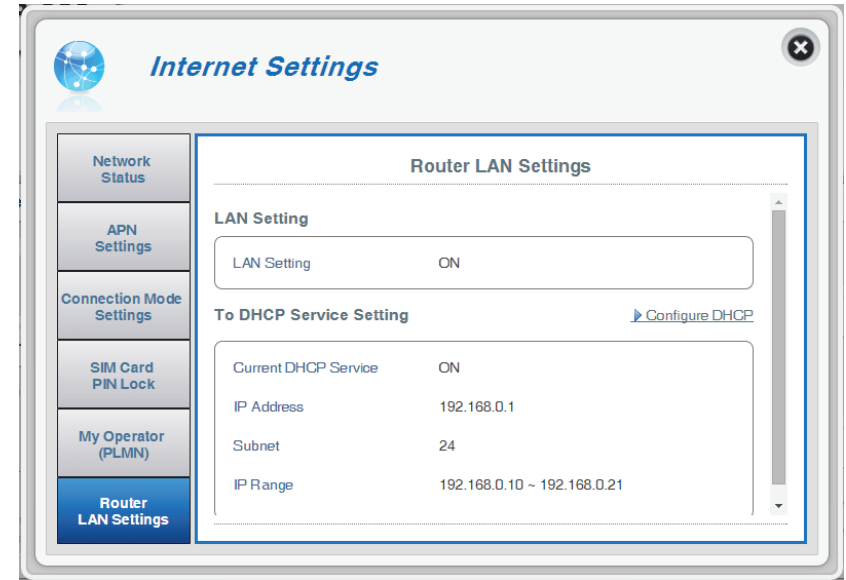 Internet Settings
Network
Status
APN
Settings
Connection Mode
Settings
SIM Card
PIN Lock
My Operator
(PLMN)
Router
LAN Settings
Router LAN Settings
LAN Setting
LAN Setting ON
To DHCP Service Setting Configure DHCP
Current DHCP Service ON
IP Address 192.168.0.1
Subnet 24
IP Range 192.168.0.10 ~ 192.168.0.21